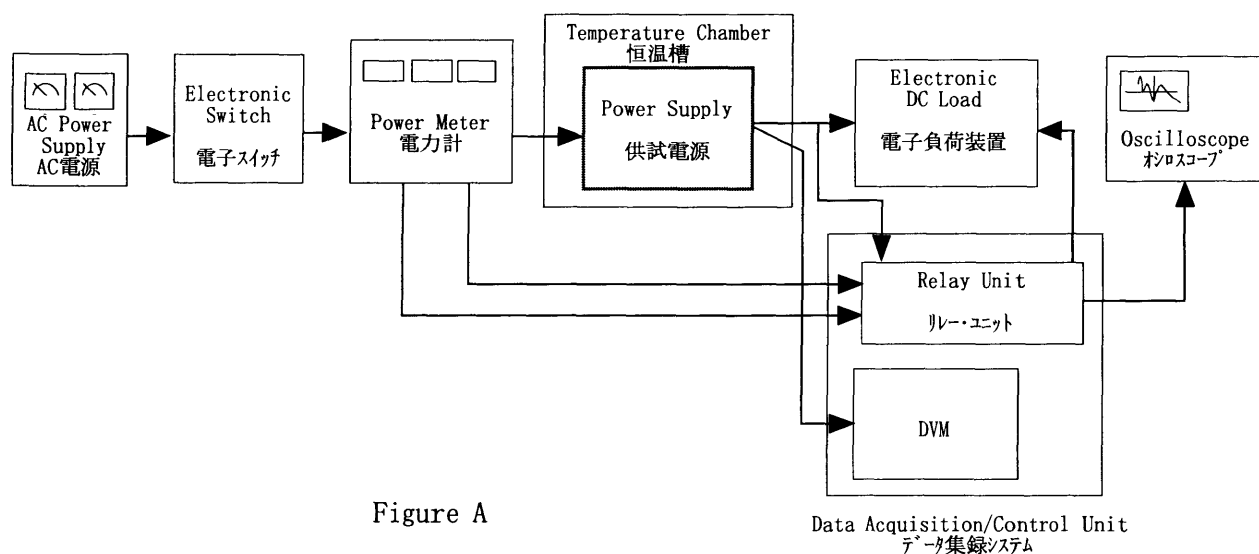 AC Power
Supply
AC電源
Electronic
Switch
電子スイッチ
Power Meter
電力計
Temperature Chamber
恒温槽
Power Supply
供試電源
Electronic
DC Load
電子負荷装置
Oscilloscope
オシロスコープ
Relay Unit
リレー・ユニット
DVM
Data Acquisition/Control Unit
データ集録システム
Figure A